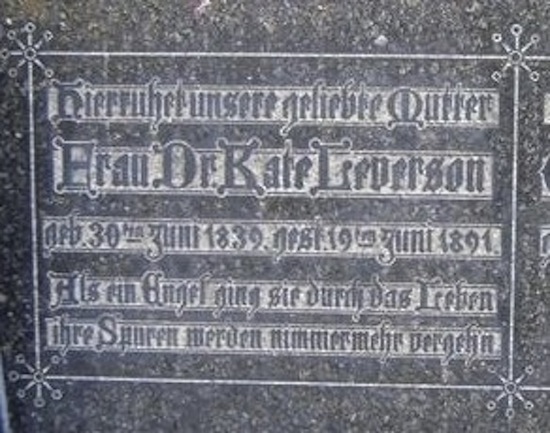 Hier ruhet unsere geliebte Mutter
Frau Dr. Kate Leverson
geb. 30ten Juni 1839. gest. 19ten Juni 1891.
Als ein Engel ging sie durch das Leben
ihre Spuren werden nimmermehr vergehn